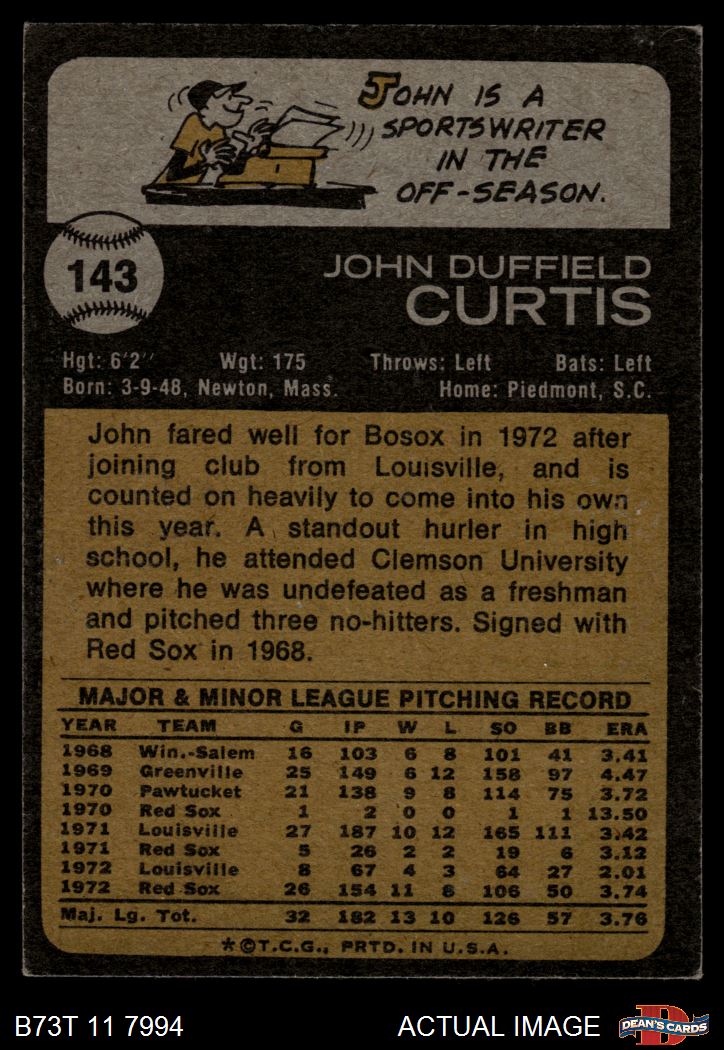 JOHN IS A
SPORTSWRITER
IN THE
OFF-SEASON.
143
JOHN DUFFIELD
CURTIS
Hgt: 6'2" Wgt: 175 Throws: Left Bats: Left
Born: 3-9-48, Newton, Mass. Home: Piedmont, S.C.
John fared well for Bosox in 1972 after
joining club from Louisville, and is
counted on heavily to come into his own
this year. A standout hurler in high
school, he attended Clemson University
where he was undefeated as a freshman
and pitched three no-hitters. Signed with
Red Sox in 1968.
MAJOR & MINOR LEAGUE PITCHING RECORD
YEAR TEAM G IP W L SO BB ERA
1968 Win.-Salem 16 103 6 8 101 41 3.41
1969 Greenville 25 149 6 12 158 97 4.47
1970 Pawtucket 21 138 9 8 114 75 3.72
1970 Red Sox 1 2 0 0 1 1 13.50
1971 Louisville 27 187 10 12 165 111 3.42
1971 Red Sox 5 26 2 2 19 6 3.12
1972 Louisville 8 67 4 3 64 27 2.01
1972 Red Sox 26 154 11 8 106 50 3.74
Maj. Lg. Tot. 32 182 13 10 126 57 3.76
*©T.C.G., PRTD. IN U.S.A.
B73T 11 7994 ACTUAL IMAGE DEAN'S CARDS